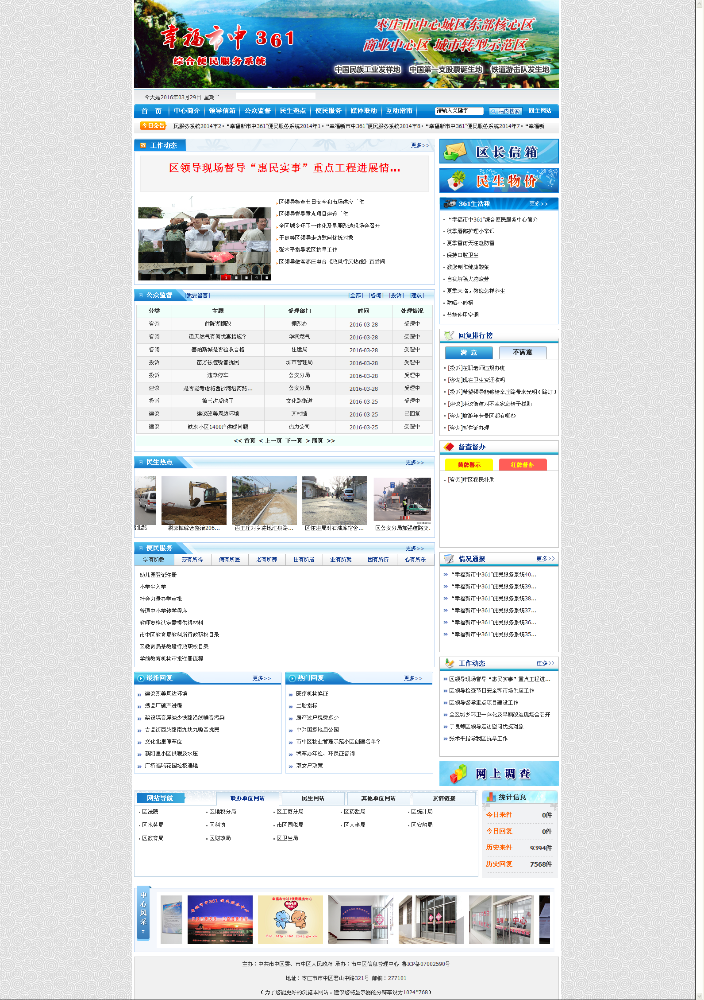 幸福市中 361
综合便民服务系统
枣庄市中心城区东部核心区
商业中心区 城市转型示范区
中国民族工业发祥地 中国第一支股票诞生地 铁道游击队发生地
今天是2016年03月29日 星期二
首 页 中心简介 领导信箱 公众监督 民生热点 便民服务 媒体联动 互动指南 请输入关键字 站内搜索 回主网站
今日公告 民服务系统2014年2 “幸福新市中361”便民服务系统2014年1 “幸福新市中361”便民服务系统2014年8 “幸福新市中361”便民服务系统2014年7 “幸福新
工作动态 更多>>
区领导现场督导“惠民实事”重点工程进展情...
区领导检查节日安全和市场供应工作
区领导督导重点项目建设工作
全区城乡环卫一体化及旱厕改造现场会召开
于良等区领导走访慰问优抚对象
张术平指导我区抗旱工作
区领导做客枣庄电台《政风行风热线》直播间
1 2 3 4 5
公众监督 [我要留言] [全部] [咨询] [投诉] [建议]
分类 主题 受理部门 时间 处理情况
咨询 前陈湖棚改 棚改办 2016-03-28 受理中
咨询 通天然气有何优惠措施？ 华润燃气 2016-03-28 受理中
咨询 塞纳斯城是否验收合格 住建局 2016-03-28 受理中
投诉 苗方祛痘噪音扰民 城市管理局 2016-03-28 受理中
投诉 违章停车 公安分局 2016-03-28 受理中
建议 是否能考虑将西沙河沿河路... 公安分局 2016-03-28 受理中
投诉 第三次反映了 文化路街道 2016-03-25 受理中
建议 建议改善周边环境 齐村镇 2016-03-25 已回复
建议 铁东小区1400户供暖问题 热力公司 2016-03-25 受理中
<< 首页 < 上一页 下一页 > 尾页 >>
民生热点 更多>>
北路 税郭镇综合整治206... 西王庄对乡驻地汇泉路... 区住建局对石油库宿舍... 区公安分局加强道路交.
便民服务 更多>>
学有所教 劳有所得 病有所医 老有所养 住有所居 业有所就 困有所济 心有所乐
幼儿园登记注册
小学生入学
社会力量办学审批
普通中小学转学程序
教师资格认定需提供得材料
市中区教育局教科所行政职权目录
区教育局基教股行政职权目录
学前教育机构审批注册流程
最新回复 更多>>
建议改善周边环境
绣品厂破产进程
架设隔音屏减少铁路沿线噪音污染
吉品街西头路南九块九噪音扰民
文化北里停车位
新阳里小区供暖及水压
广济福瑞花园垃圾遍地
热门回复 更多>>
医疗机构换证
二胎指标
房产过户税费多少
中兴国家地质公园
市中区物业管理示范小区创建名单？
汽车办年检、环保证咨询
双女户政策
区长信箱
民生物价
361生活帮 更多>>
“幸福市中361”综合便民服务中心简介
秋季唇部护理小常识
夏季雷雨天注意防雷
保持口腔卫生
教您制作健康酸菜
自我解除大脑疲劳
夏季来临，教您怎样养生
防晒小妙招
节能使用空调
回复排行榜
满 意 不满意
[投诉]在职老师违规办班
[咨询]现在卫生费还收吗
[投诉]希望领导能够给辛庄路带来光明（路灯）
[建议]建议街道对不幸家庭给予援助
[咨询]旅游年卡景区都有哪些
[咨询]暂住证办理
督查督办
黄牌警示 红牌督办
[咨询]库区移民补助
情况通报 更多>>
“幸福新市中361”便民服务系统40...
“幸福新市中361”便民服务系统39...
“幸福新市中361”便民服务系统38...
“幸福新市中361”便民服务系统37...
“幸福新市中361”便民服务系统36...
“幸福新市中361”便民服务系统35...
工作动态 更多>>
区领导现场督导“惠民实事”重点工程进...
区领导检查节日安全和市场供应工作
区领导督导重点项目建设工作
全区城乡环卫一体化及旱厕改造现场会召开
于良等区领导走访慰问优抚对象
张术平指导我区抗旱工作
网上调查
网站导航 联办单位网站 民生网站 其他单位网站 友情链接
区法院 区地税分局 区工商分局 区药监局 区统计局
区水务局 区科协 市区国税局 区人事局 区安监局
区教育局 区财政局 区卫生局
统计信息
今日来件 0件
今日回复 0件
历史来件 9394件
历史回复 7568件
中心风采
幸福市中361便民服务中心
幸福市中361便民服务中心
热线电话
96361
网址：http://361.zzszq.gov.cn
受理中心
主办：中共市中区委、市中区人民政府 承办：市中区信息管理中心 鲁ICP备07002590号
地址：枣庄市市中区君山中路321号 邮编：277101
（为了您能更好的浏览本网站，建议您将显示器的分辩率设为1024*768）